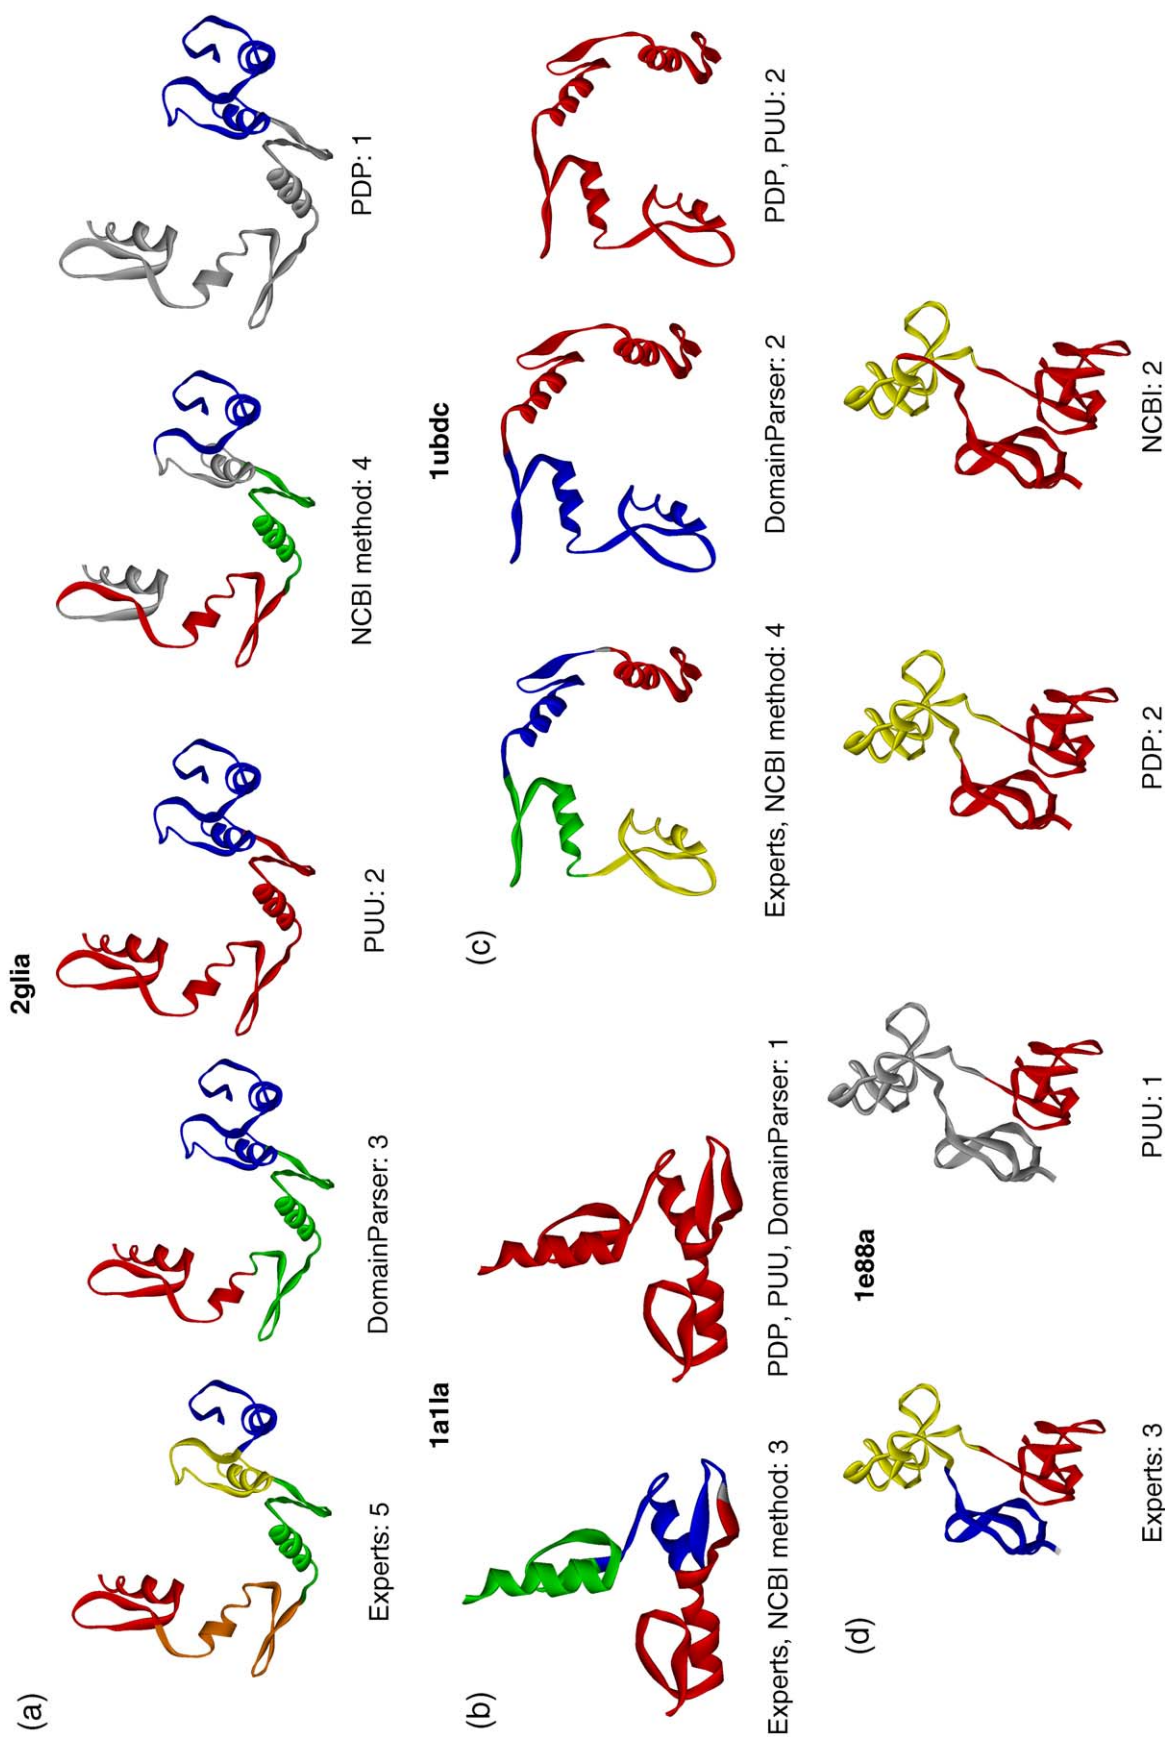 (a)
2glia
Experts: 5
DomainParser: 3
PUU: 2
NCBI method: 4
PDP: 1
(b)
1a1la
Experts, NCBI method: 3
PDP, PUU, DomainParser: 1
(c)
1ubdc
Experts, NCBI method: 4
DomainParser: 2
PDP, PUU: 2
(d)
1e88a
Experts: 3
PUU: 1
PDP: 2
NCBI: 2